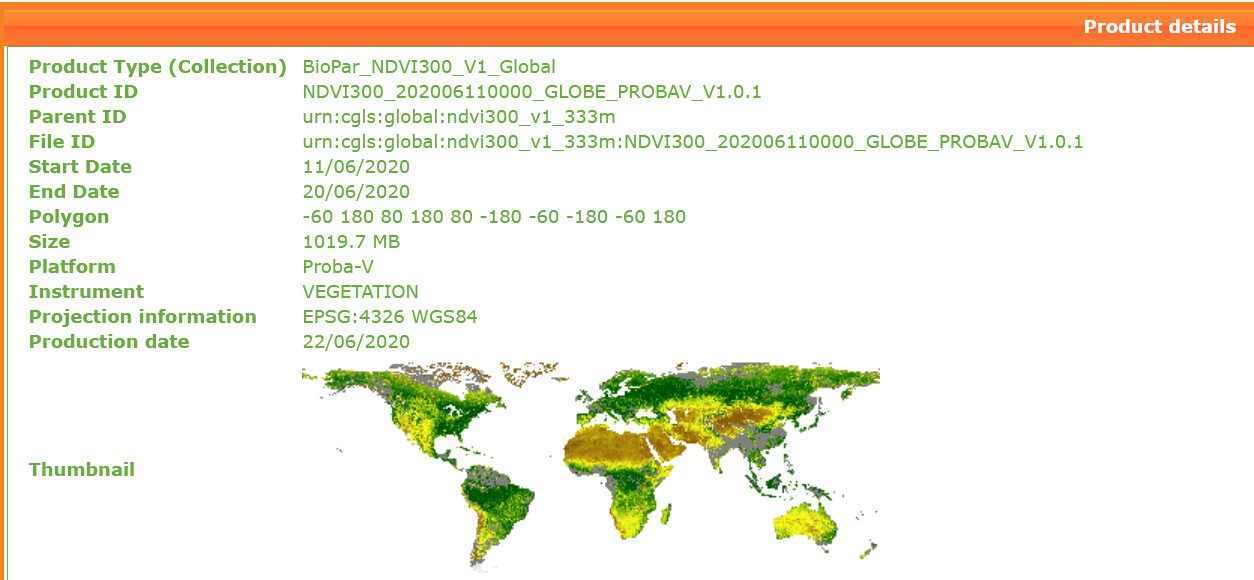 Product details
Product Type (Collection) BioPar_NDVI300_V1_Global
Product ID NDVI300_202006110000_GLOBE_PROBAV_V1.0.1
Parent ID urn:cgls:global:ndvi300_v1_333m
File ID urn:cgls:global:ndvi300_v1_333m:NDVI300_202006110000_GLOBE_PROBAV_V1.0.1
Start Date 11/06/2020
End Date 20/06/2020
Polygon -60 180 80 180 80 -180 -60 -180 -60 180
Size 1019.7 MB
Platform Proba-V
Instrument VEGETATION
Projection information EPSG:4326 WGS84
Production date 22/06/2020
Thumbnail